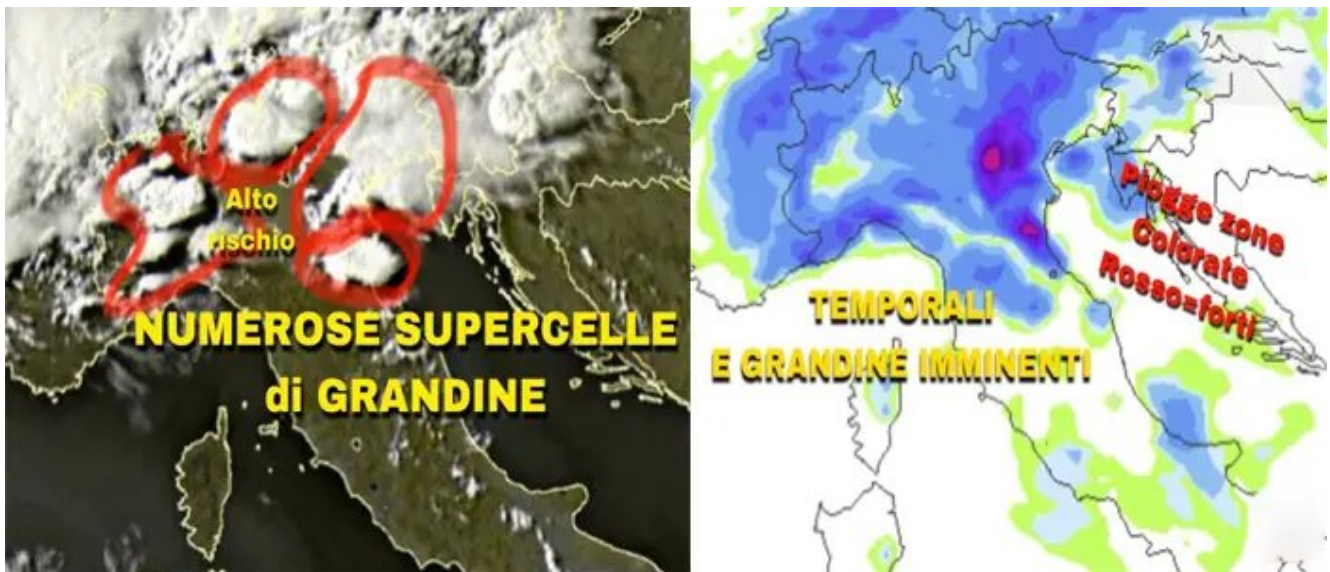 Alto
rischio
NUMEROSE SUPERCELLE
di GRANDINE
Piogge zone
Colorate
Rosso=forti
TEMPORALI
E GRANDINE IMMINENTI